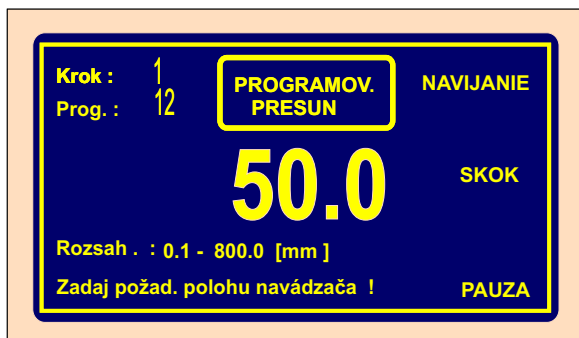 Krok : 1
Prog. : 12
PROGRAMOV.
PRESUN
NAVIJANIE
50.0
SKOK
Rozsah . : 0.1 - 800.0 [mm ]
Zadaj požad. polohu navádzača !
PAUZA